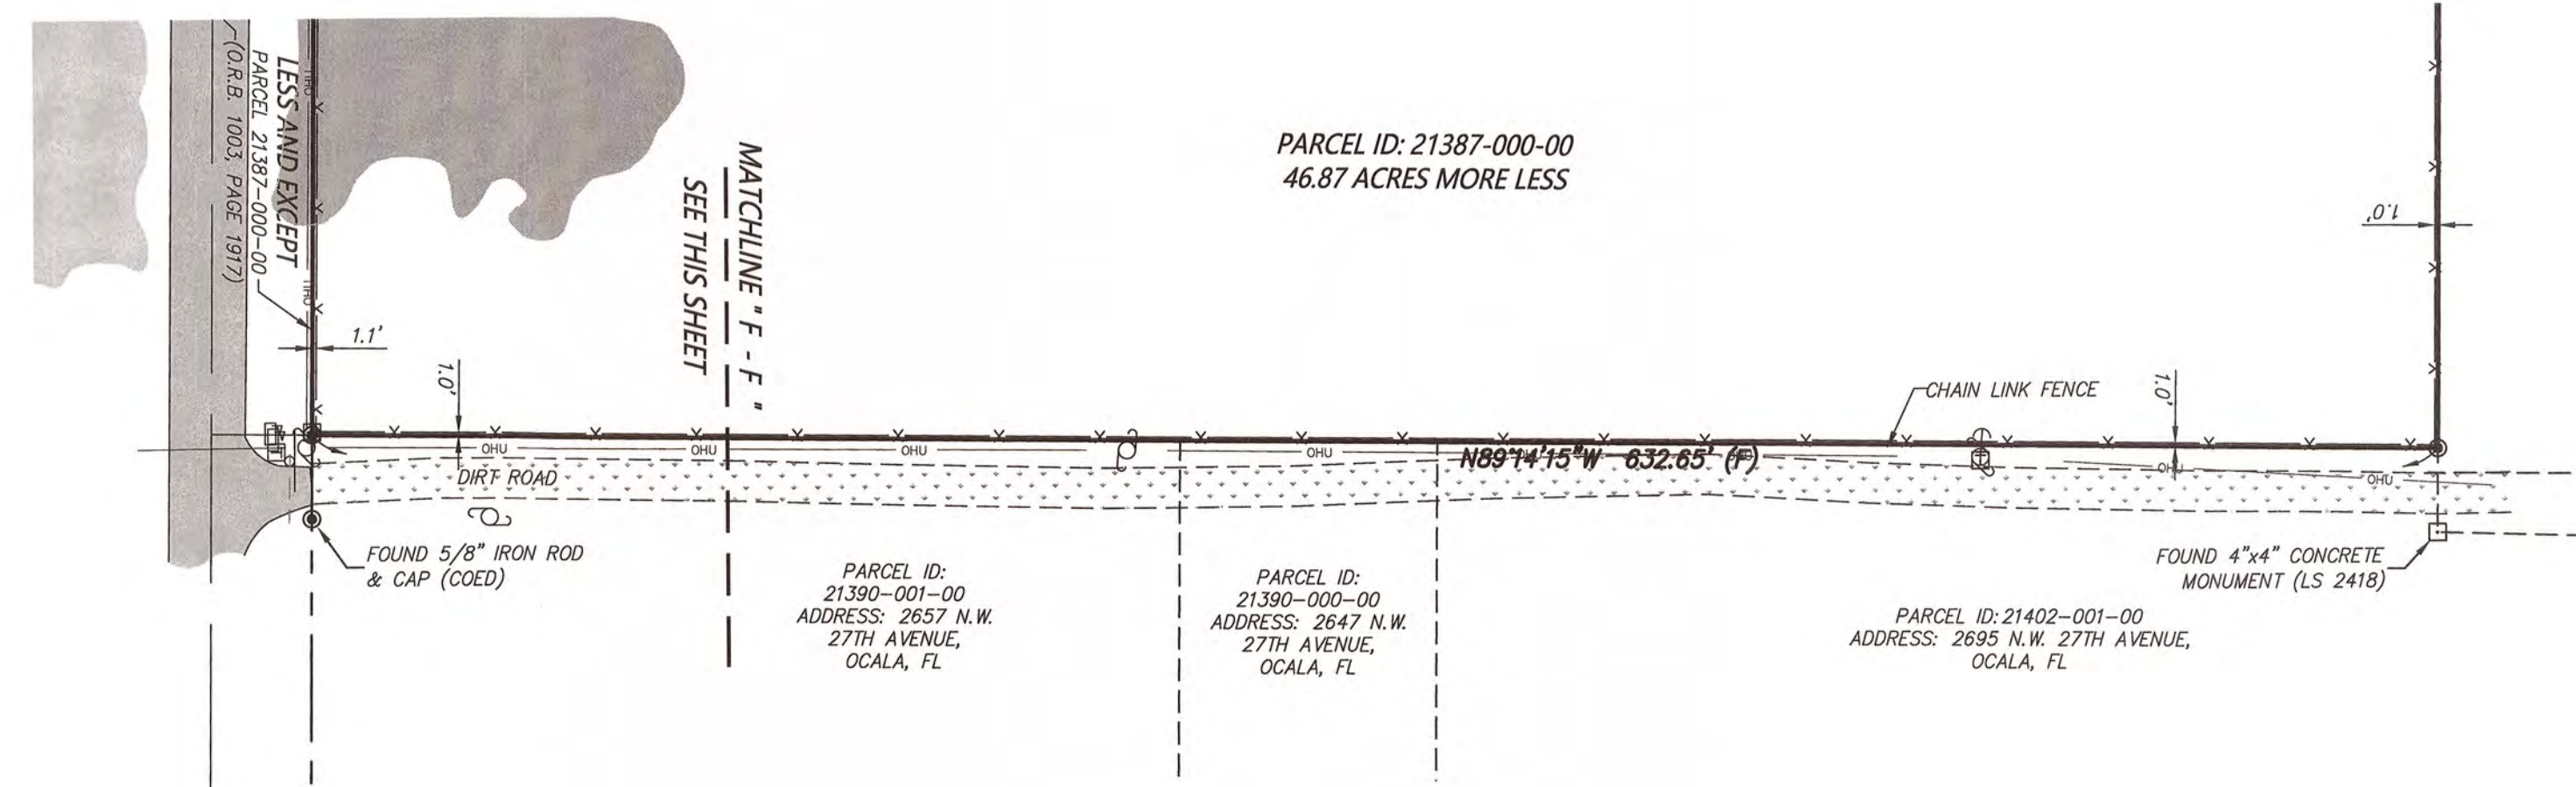 LESS AND EXCEPT
PARCEL 21387-000-00
(O.R.B. 1003, PAGE 1917)
OHU
OHU
1.1'
1.0'
MATCHLINE "F - F"
SEE THIS SHEET
PARCEL ID: 21387-000-00
46.87 ACRES MORE LESS
1.0'
CHAIN LINK FENCE
1.0'
OHU
OHU
OHU
OHU
N89°14'15"W 632.65' (F)
OHU
OHU
DIRT ROAD
FOUND 5/8" IRON ROD
& CAP (COED)
PARCEL ID:
21390-001-00
ADDRESS: 2657 N.W.
27TH AVENUE,
OCALA, FL
PARCEL ID:
21390-000-00
ADDRESS: 2647 N.W.
27TH AVENUE,
OCALA, FL
FOUND 4"x4" CONCRETE
MONUMENT (LS 2418)
PARCEL ID: 21402-001-00
ADDRESS: 2695 N.W. 27TH AVENUE,
OCALA, FL